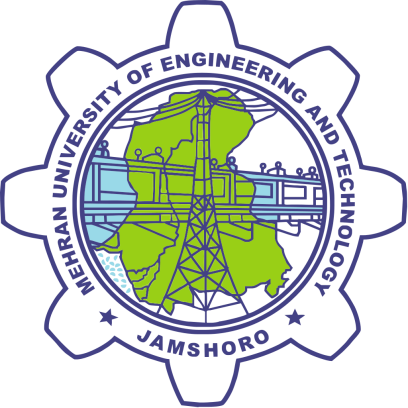 MEHRAN UNIVERSITY OF ENGINEERING AND TECHNOLOGY
JAMSHORO